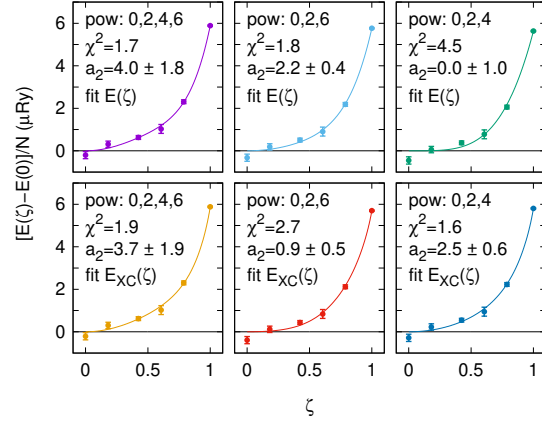 [E(ζ)−E(0)]/N (μRy)
6
4
2
0
pow: 0,2,4,6
χ²=1.7
a₂=4.0 ± 1.8
fit E(ζ)
pow: 0,2,6
χ²=1.8
a₂=2.2 ± 0.4
fit E(ζ)
pow: 0,2,4
χ²=4.5
a₂=0.0 ± 1.0
fit E(ζ)
6
4
2
0
pow: 0,2,4,6
χ²=1.9
a₂=3.7 ± 1.9
fit E_XC(ζ)
pow: 0,2,6
χ²=2.7
a₂=0.9 ± 0.5
fit E_XC(ζ)
pow: 0,2,4
χ²=1.6
a₂=2.5 ± 0.6
fit E_XC(ζ)
0 0.5 1 0 0.5 1 0 0.5 1
ζ